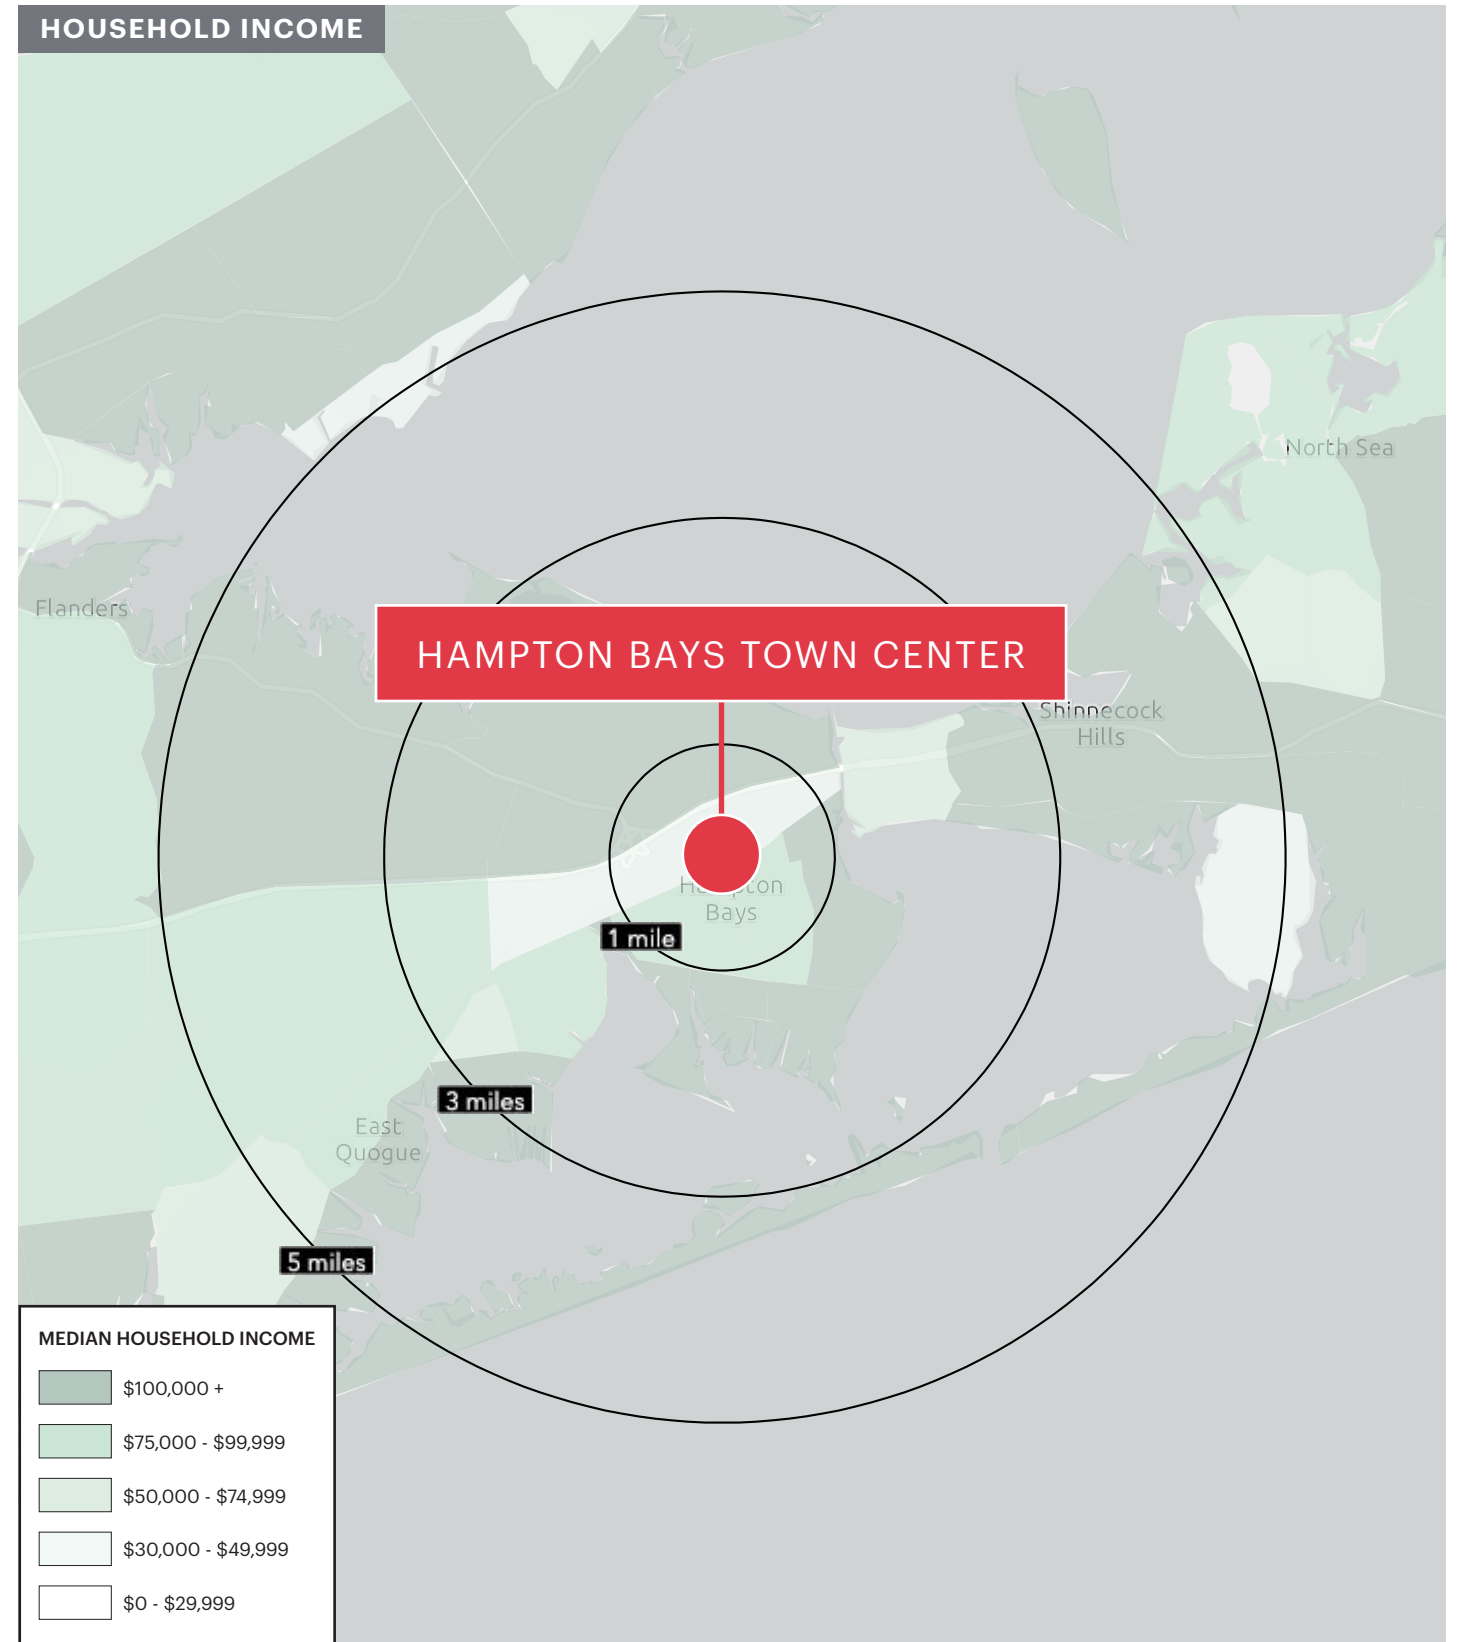 HOUSEHOLD INCOME
North Sea
Flanders
HAMPTON BAYS TOWN CENTER
Shinnecock
Hills
Hampton
Bays
1 mile
3 miles
East
Quogue
5 miles
MEDIAN HOUSEHOLD INCOME
$100,000 +
$75,000 - $99,999
$50,000 - $74,999
$30,000 - $49,999
$0 - $29,999